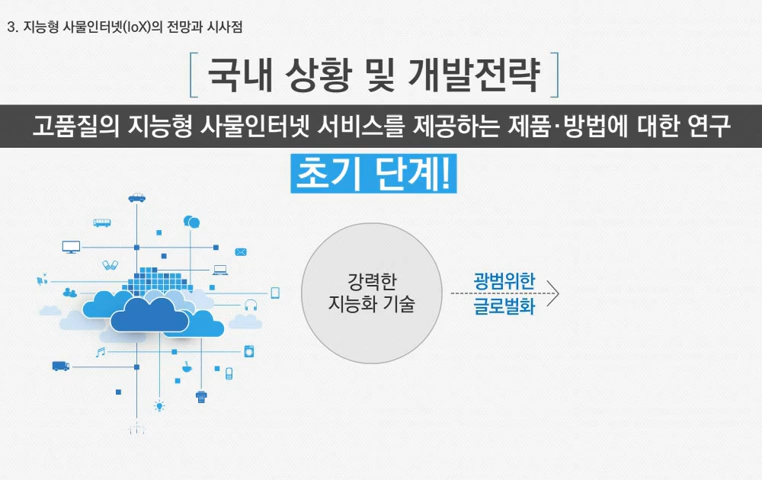 3. 지능형 사물인터넷(IoX)의 전망과 시사점
[ 국내 상황 및 개발전략 ]
고품질의 지능형 사물인터넷 서비스를 제공하는 제품·방법에 대한 연구
초기 단계!
강력한
지능화 기술
광범위한
글로벌화